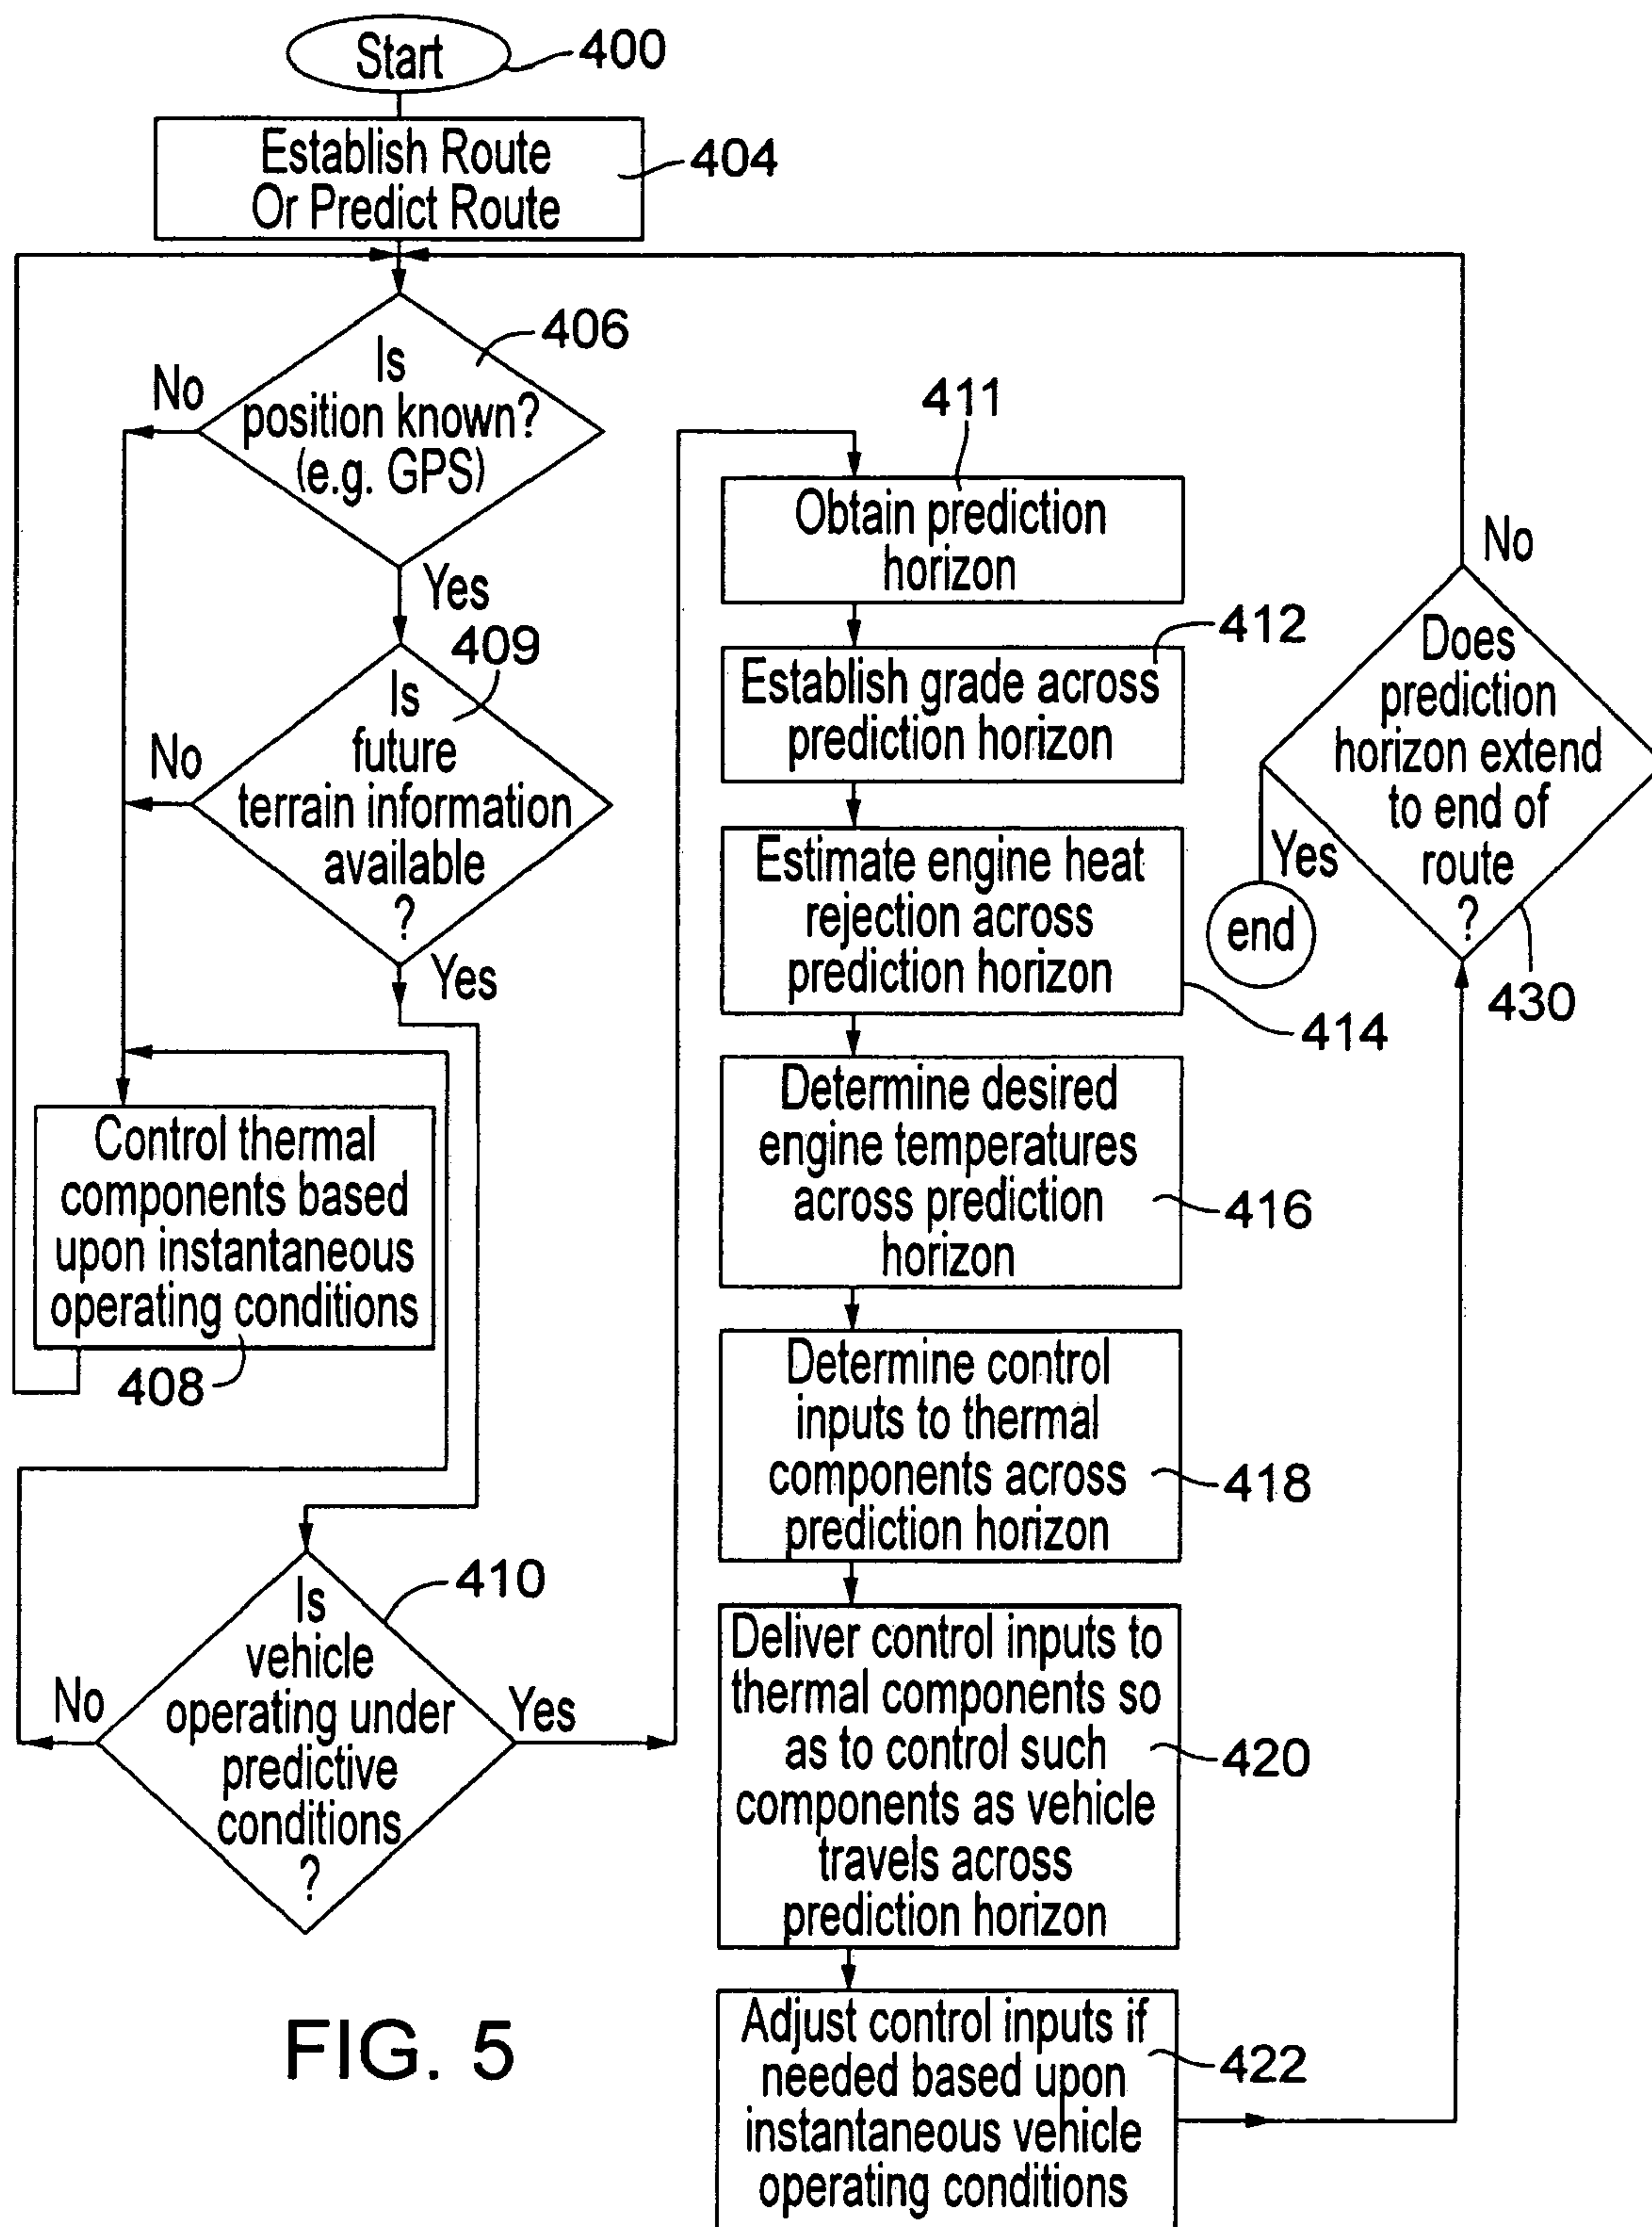 Start
400
Establish Route
Or Predict Route
404
406
Is
position known?
(e.g. GPS)
No
Yes
409
Is
future
terrain information
available
?
No
Yes
Control thermal
components based
upon instantaneous
operating conditions
408
410
Is
vehicle
operating under
predictive
conditions
?
No
Yes
411
Obtain prediction
horizon
412
Establish grade across
prediction horizon
Estimate engine heat
rejection across
prediction horizon
414
Determine desired
engine temperatures
across prediction
horizon
416
Determine control
inputs to thermal
components across
prediction horizon
418
Deliver control inputs to
thermal components so
as to control such
components as vehicle
travels across
prediction horizon
420
Adjust control inputs if
needed based upon
instantaneous vehicle
operating conditions
422
No
Does
prediction
horizon extend
to end of
route
?
Yes
end
430
FIG. 5